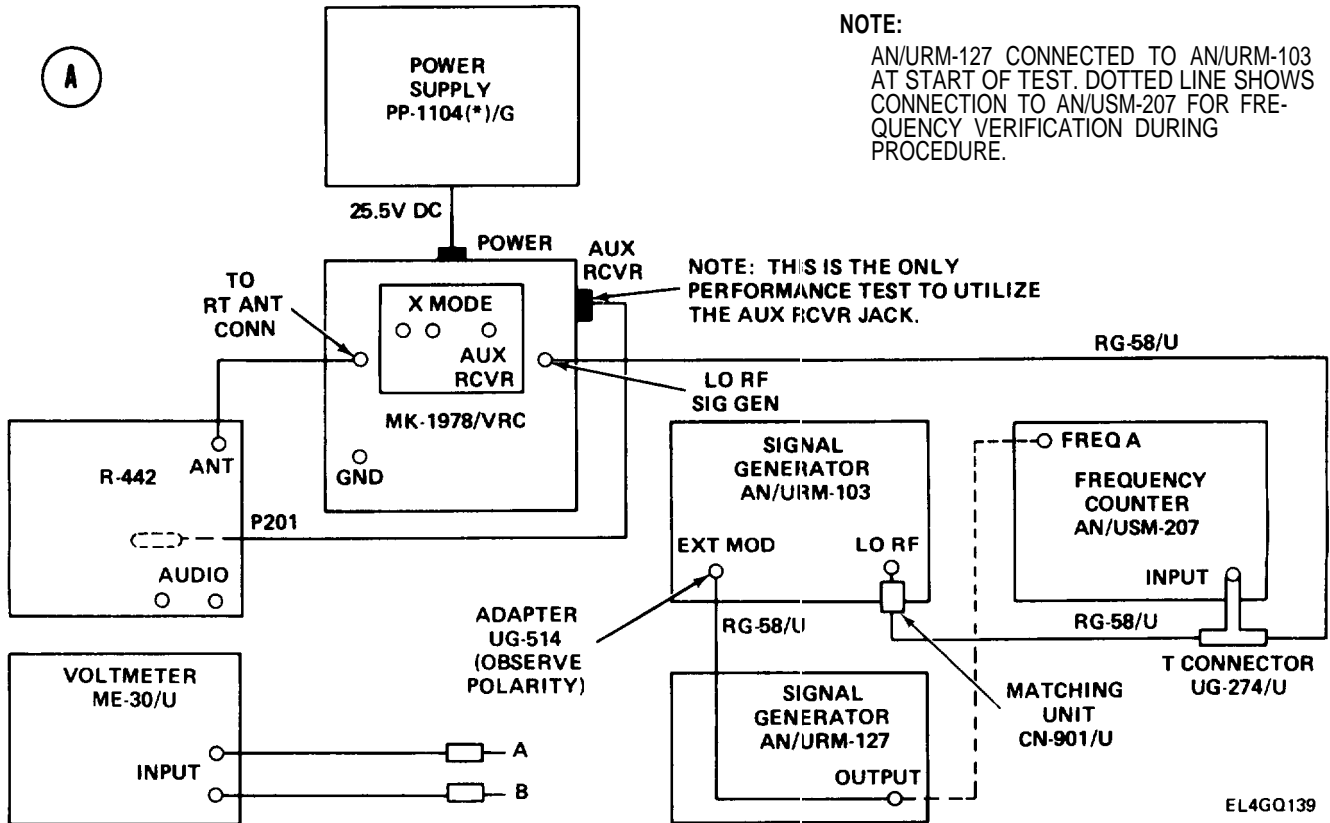 A
POWER
SUPPLY
PP-1104(*)/G
NOTE:
AN/URM-127 CONNECTED TO AN/URM-103
AT START OF TEST. DOTTED LINE SHOWS
CONNECTION TO AN/USM-207 FOR FRE-
QUENCY VERIFICATION DURING
PROCEDURE.
25.5V DC
POWER
AUX
RCVR
NOTE: THIS IS THE ONLY
PERFORMANCE TEST TO UTILIZE
THE AUX RCVR JACK.
TO
RT ANT
CONN
X MODE
AUX
RCVR
MK-1978/VRC
GND
LO RF
SIG GEN
RG-58/U
R-442
ANT
P201
AUDIO
SIGNAL
GENERATOR
AN/URM-103
EXT MOD
LO RF
FREQ A
FREQUENCY
COUNTER
AN/USM-207
INPUT
ADAPTER
UG-514
(OBSERVE
POLARITY)
RG-58/U
RG-58/U
T CONNECTOR
UG-274/U
VOLTMETER
ME-30/U
INPUT
A
B
SIGNAL
GENERATOR
AN/URM-127
OUTPUT
MATCHING
UNIT
CN-901/U
EL4GQ139